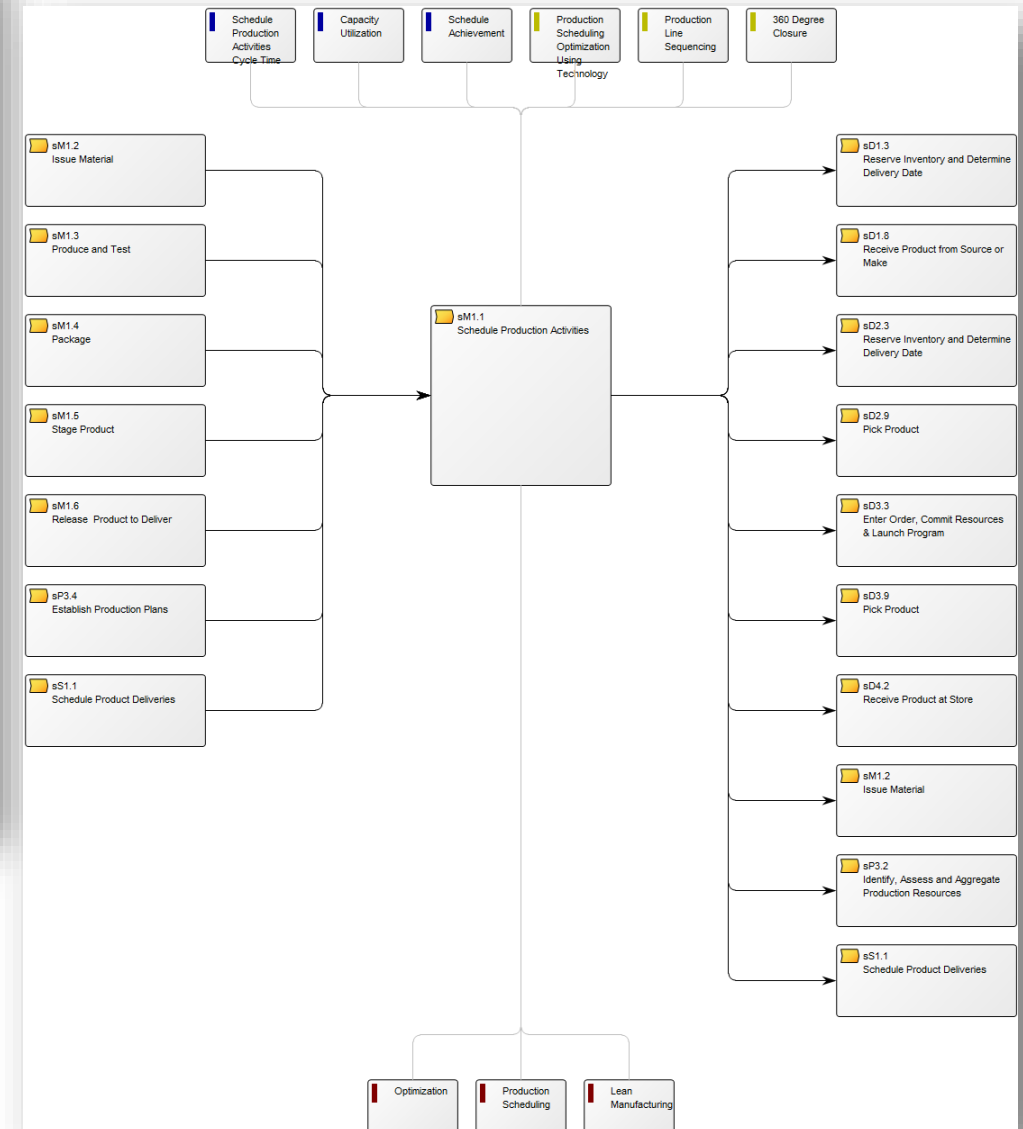 Schedule
Production
Activities
Cycle Time
Capacity
Utilization
Schedule
Achievement
Production
Scheduling
Optimization
Using
Technology
Production
Line
Sequencing
360 Degree
Closure
sM1.2
Issue Material
sM1.3
Produce and Test
sM1.4
Package
sM1.5
Stage Product
sM1.6
Release  Product to Deliver
sP3.4
Establish Production Plans
sS1.1
Schedule Product Deliveries
sM1.1
Schedule Production Activities
sD1.3
Reserve Inventory and Determine
Delivery Date
sD1.8
Receive Product from Source or
Make
sD2.3
Reserve Inventory and Determine
Delivery Date
sD2.9
Pick Product
sD3.3
Enter Order, Commit Resources
& Launch Program
sD3.9
Pick Product
sD4.2
Receive Product at Store
sM1.2
Issue Material
sP3.2
Identify, Assess and Aggregate
Production Resources
sS1.1
Schedule Product Deliveries
Optimization
Production
Scheduling
Lean
Manufacturing